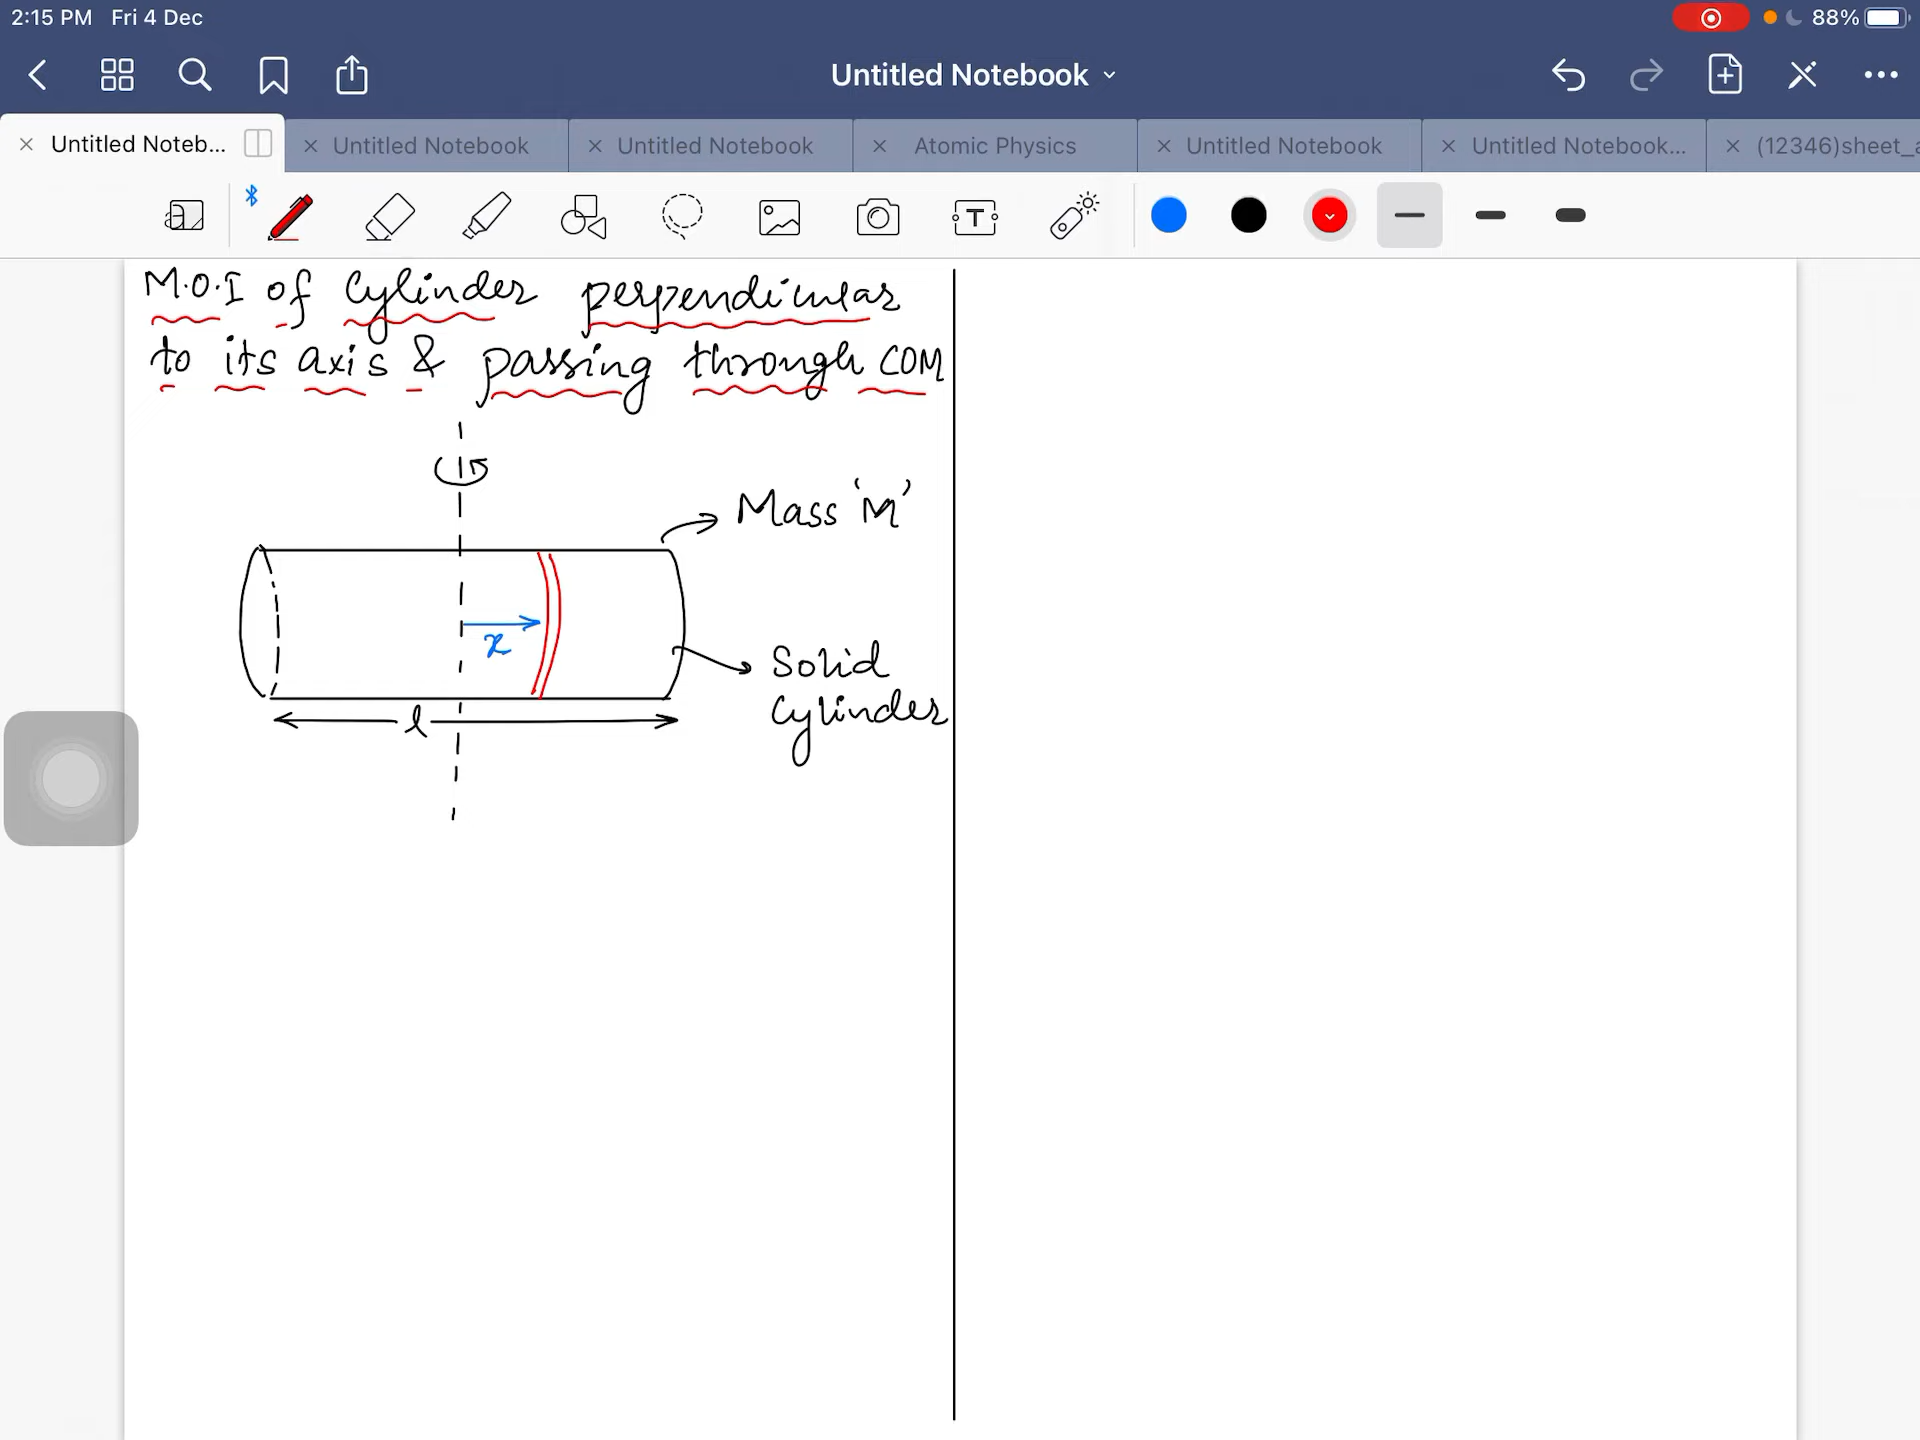 2:15 PM Fri 4 Dec
88%
Untitled Notebook
Untitled Noteb...
Untitled Notebook
Untitled Notebook
Atomic Physics
Untitled Notebook
Untitled Notebook...
(12346)sheet_a
T
M.O.I of Cylinder perpendicular
to its axis & passing through COM
Mass 'M'
x
Solid
Cylinder
l